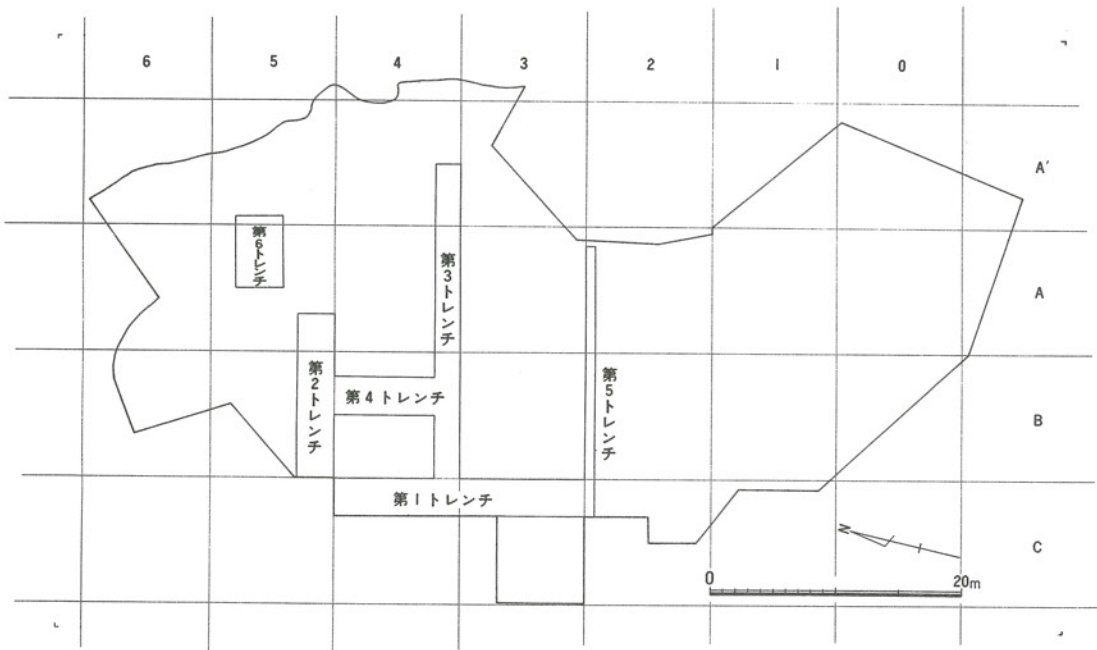 6 5 4 3 2 1 0
A'
第6トレンチ
第3トレンチ
A
第2トレンチ
第4トレンチ
第5トレンチ
B
第1トレンチ
N
C
0 20m